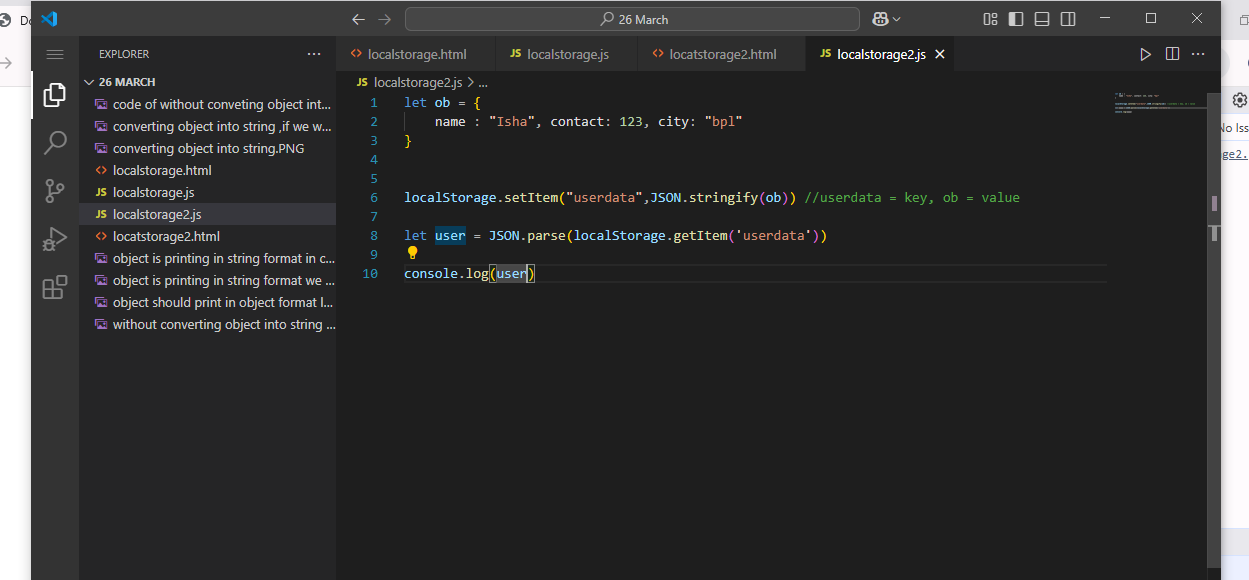 Do
26 March
EXPLORER
localstorage.html
JS localstorage.js
locatstorage2.html
JS localstorage2.js
26 MARCH
JS localstorage2.js > ...
code of without conveting object int...
converting object into string ,if we w...
converting object into string.PNG
localstorage.html
JS localstorage.js
JS localstorage2.js
locatstorage2.html
object is printing in string format in c...
object is printing in string format we ...
object should print in object format l...
without converting object into string ...
1 let ob = {
2 name : "Isha", contact: 123, city: "bpl"
3 }
4
5
6 localStorage.setItem("userdata",JSON.stringify(ob)) //userdata = key, ob = value
7
8 let user = JSON.parse(localStorage.getItem('userdata'))
9
10 console.log(user)
No Iss
ge2.